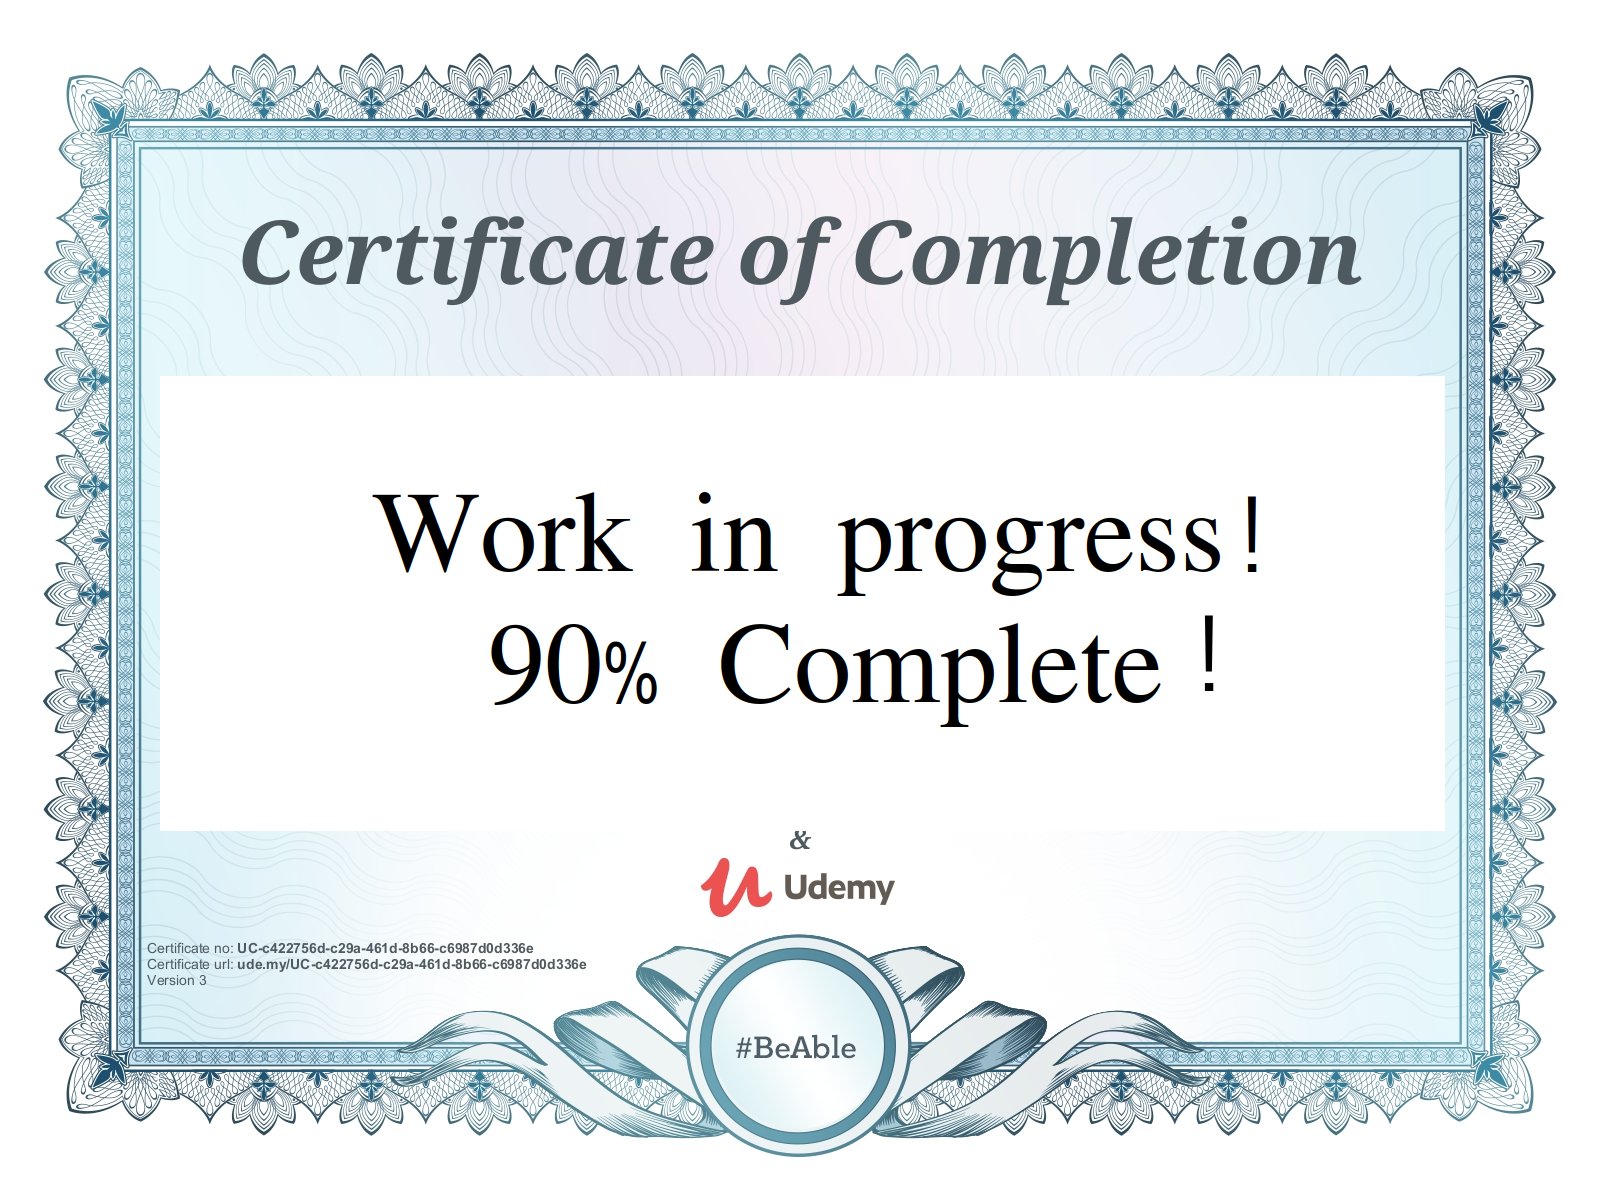 Certificate of Completion
Work in progress!
90% Complete !
&
Udemy
Certificate no: UC-c422756d-c29a-461d-8b66-c6987d0d336e
Certificate url: ude.my/UC-c422756d-c29a-461d-8b66-c6987d0d336e
Version 3
#BeAble